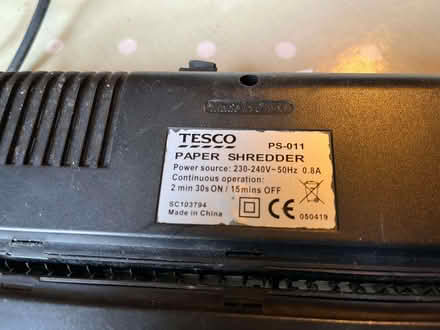 TESCO PS-011
PAPER SHREDDER
Power source: 230-240V~50Hz 0.8A
Continuous operation:
2 min 30s ON / 15mins OFF
SC103794
Made in China
CE
050419